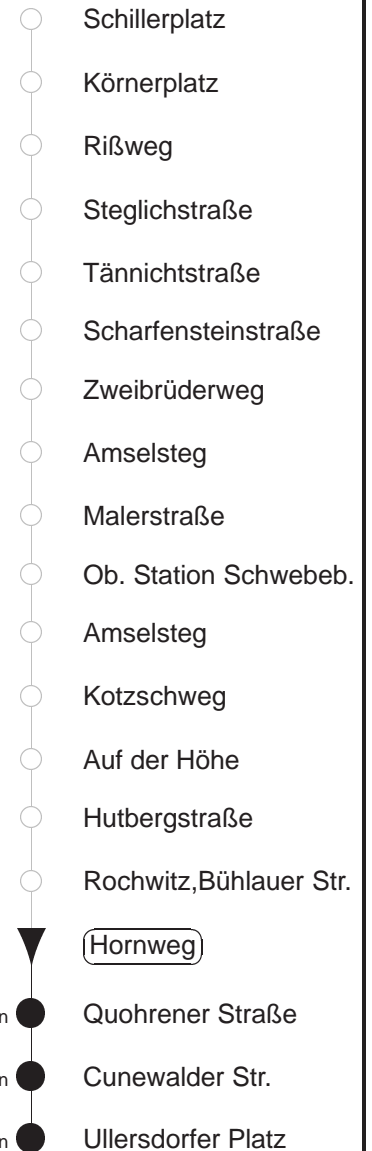 Schillerplatz
Körnerplatz
Rißweg
Steglichstraße
Tännichtstraße
Scharfensteinstraße
Zweibrüderweg
Amselsteg
Malerstraße
Ob. Station Schwebeb.
Amselsteg
Kotzschweg
Auf der Höhe
Hutbergstraße
Rochwitz,Bühlauer Str.
Hornweg
n Quohrener Straße
n Cunewalder Str.
n Ullersdorfer Platz